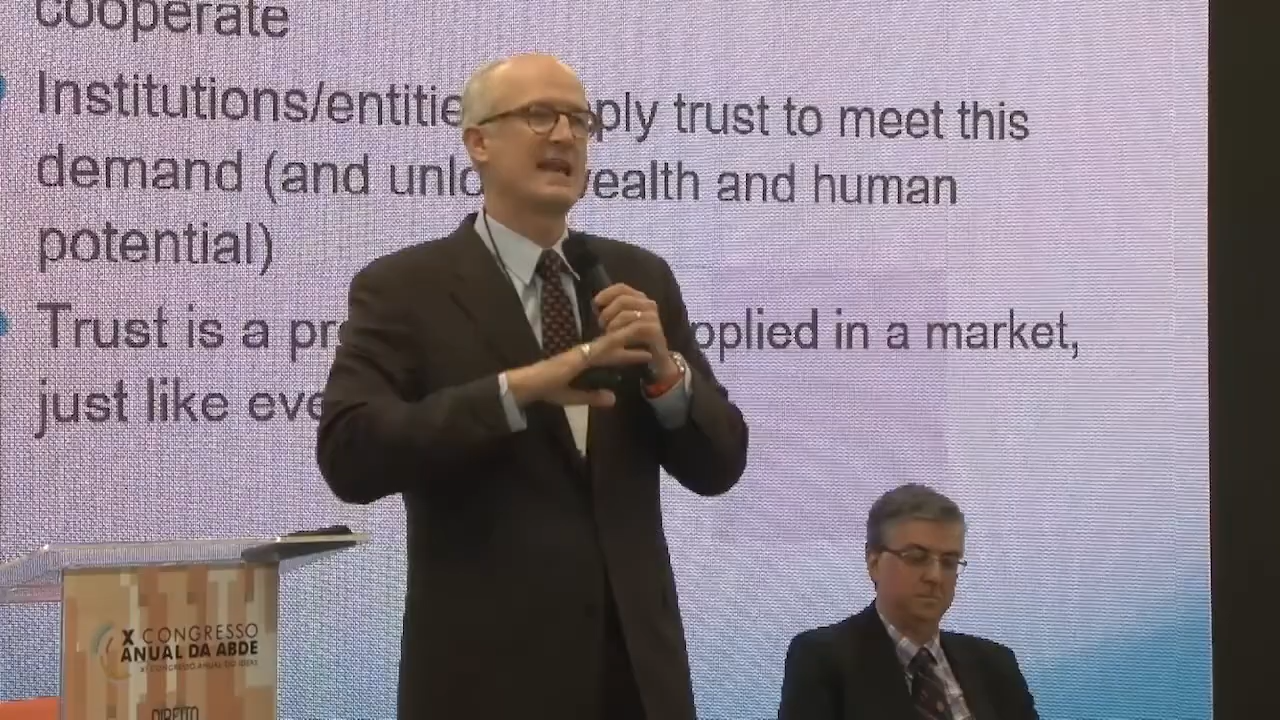 cooperate
Institutions/entitie ply trust to meet this
demand (and unlo ealth and human
potential)
Trust is a pr pplied in a market,
just like eve
X CONGRESSO
ANUAL DA ABDE
DIREITO